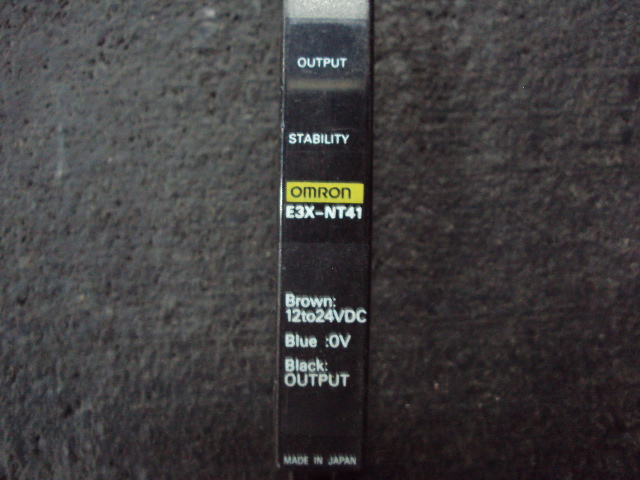 OUTPUT
STABILITY
OMRON
E3X-NT41
Brown:
12to24VDC
Blue :0V
Black:
OUTPUT
MADE IN JAPAN